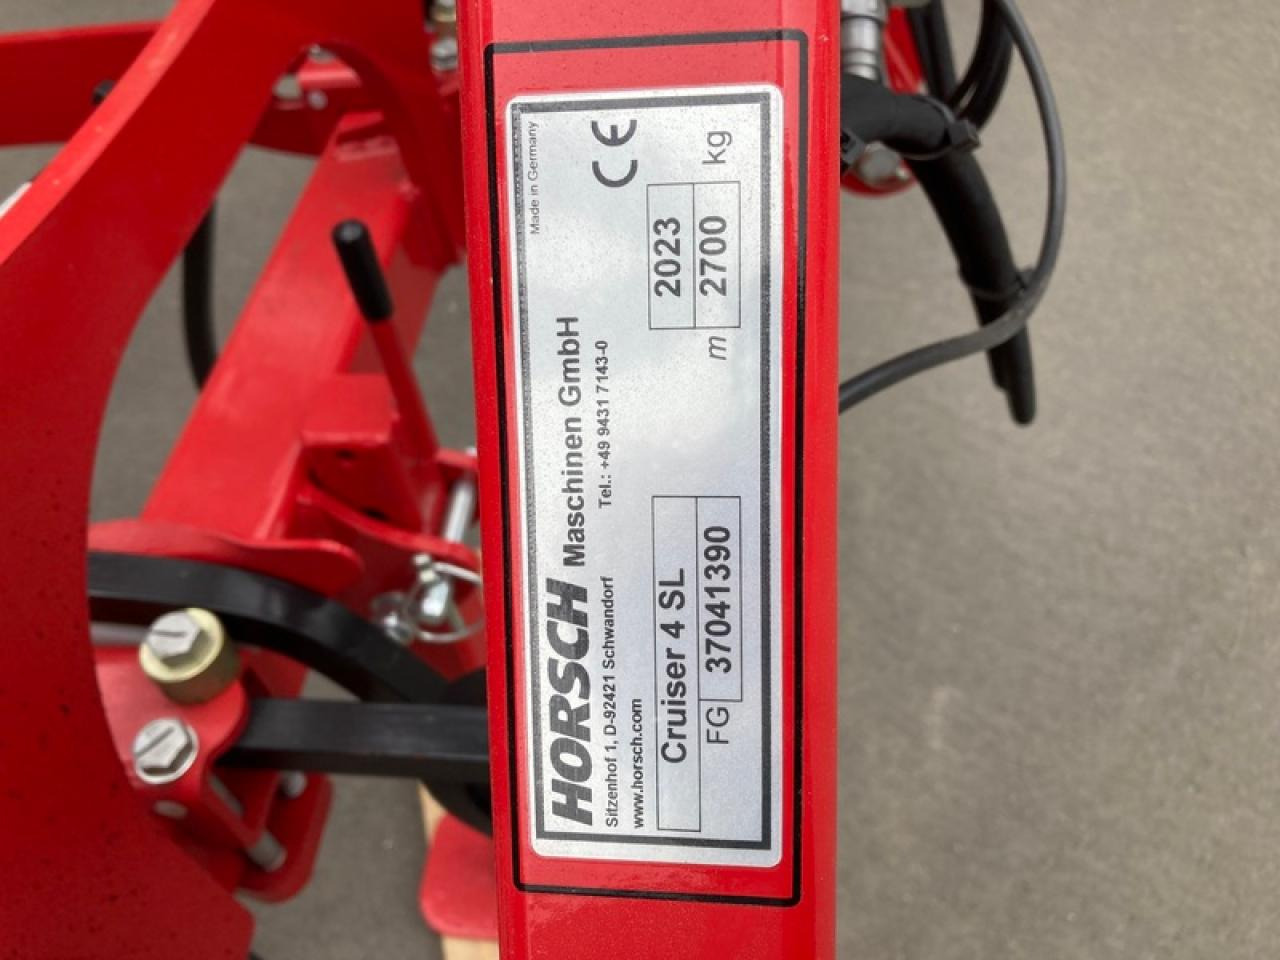 HORSCH Maschinen GmbH
Made in Germany
Sitzenhof 1, D-92421 Schwandorf Tel.: +49 9431 7143-0
www.horsch.com
CE
Cruiser 4 SL 2023
FG 37041390 m 2700 kg